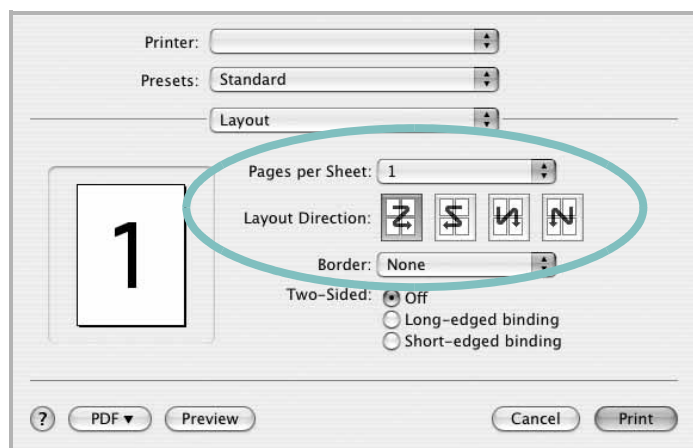 Printer:
Presets: Standard
Layout
Pages per Sheet: 1
Layout Direction:
Border: None
1
Two-Sided: Off
Long-edged binding
Short-edged binding
? PDF▼ Preview Cancel Print